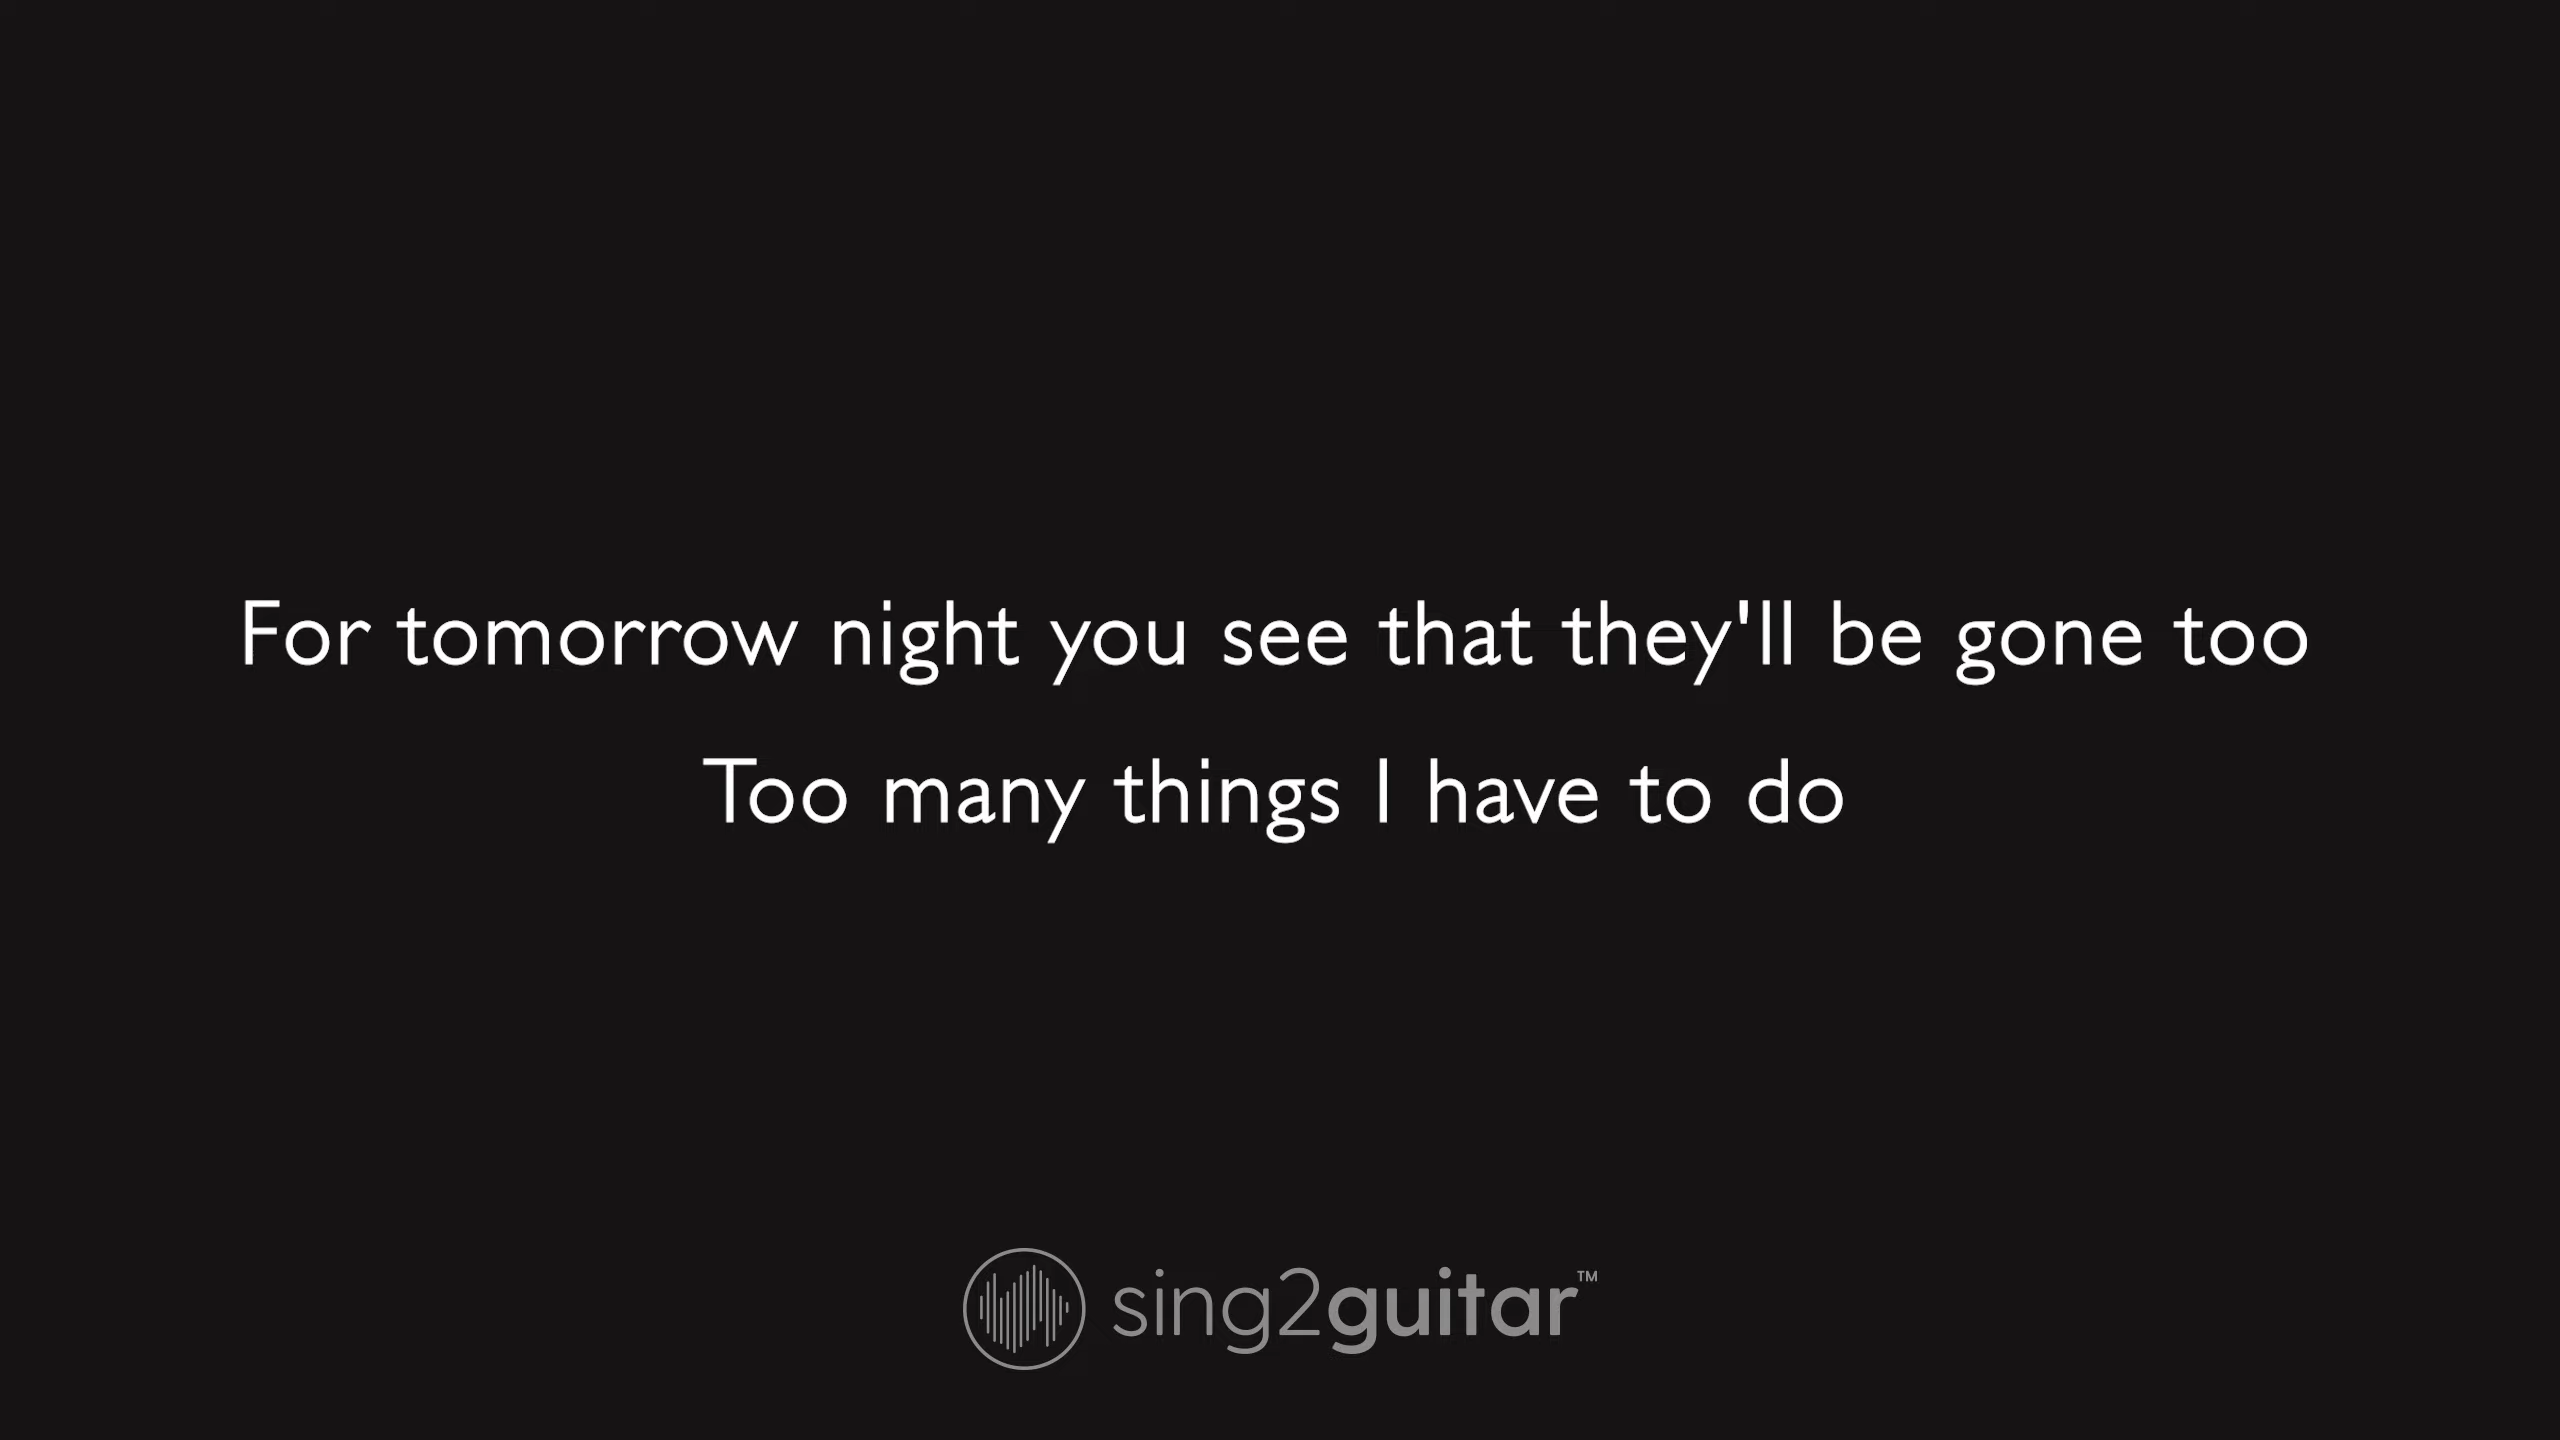 For tomorrow night you see that they'll be gone too
Too many things I have to do
sing2guitar™